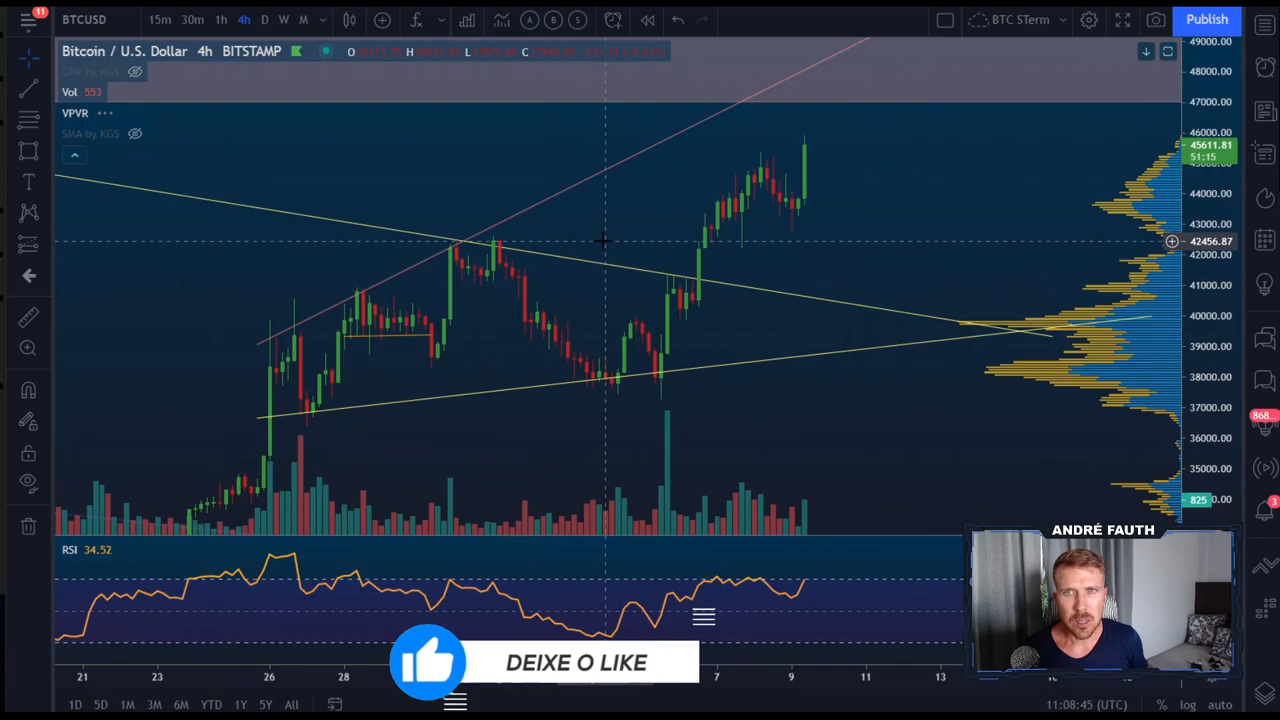 11
BTCUSD
15m 30m 1h 4h D W M
A B S
BTC STerm
Publish
Bitcoin / U.S. Dollar 4h BITSTAMP
O H L C
CPR by KGS
Vol 553
VPVR
SMA by KGS
49000.00
48000.00
47000.00
46000.00
45611.81
51:15
44000.00
43000.00
42456.87
42000.00
41000.00
40000.00
39000.00
38000.00
37000.00
36000.00
35000.00
825
868...
3
RSI 34.52
ANDRÉ FAUTH
DEIXE O LIKE
21 23 26 28 7 9 11 13
1D 5D 1M 3M 6M YTD 1Y 5Y All
11:08:45 (UTC) % log auto